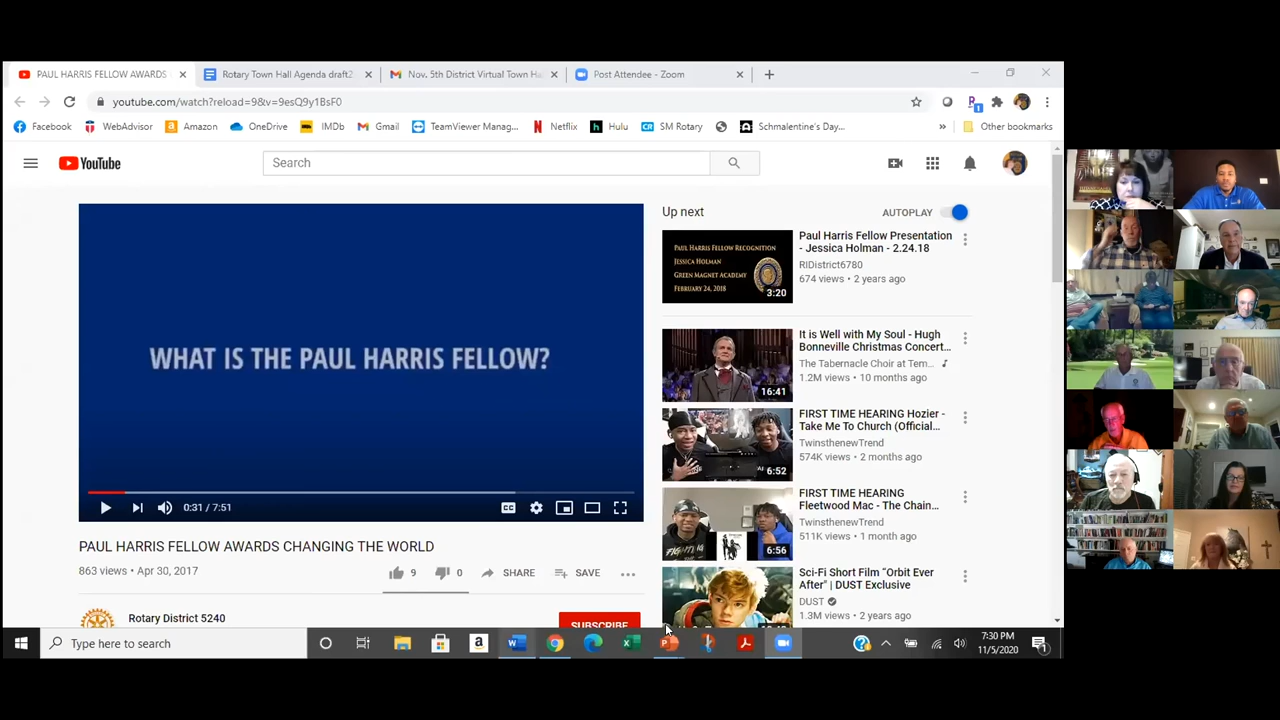 PAUL HARRIS FELLOW AWARDS
Rotary Town Hall Agenda draft2
Nov. 5th District Virtual Town Ha
Post Attendee - Zoom
youtube.com/watch?reload=9&v=9esQ9y1BsF0
Facebook
WebAdvisor
Amazon
OneDrive
IMDb
Gmail
TeamViewer Manag...
Netflix
Hulu
SM Rotary
Schmalentine's Day...
Other bookmarks
YouTube
Search
WHAT IS THE PAUL HARRIS FELLOW?
0:31 / 7:51
PAUL HARRIS FELLOW AWARDS CHANGING THE WORLD
863 views • Apr 30, 2017
9
0
SHARE
SAVE
Rotary District 5240
SUBSCRIBE
Up next
AUTOPLAY
PAUL HARRIS FELLOW RECOGNITION
JESSICA HOLMAN
GREEN MAGNET ACADEMY
FEBRUARY 24, 2018
3:20
Paul Harris Fellow Presentation
- Jessica Holman - 2.24.18
RIDistrict6780
674 views • 2 years ago
16:41
It is Well with My Soul - Hugh
Bonneville Christmas Concert...
The Tabernacle Choir at Tem...
1.2M views • 10 months ago
6:52
FIRST TIME HEARING Hozier -
Take Me To Church (Official...
TwinsthenewTrend
574K views • 2 months ago
6:56
FIRST TIME HEARING
Fleetwood Mac - The Chain...
TwinsthenewTrend
511K views • 1 month ago
Sci-Fi Short Film “Orbit Ever
After" | DUST Exclusive
DUST
1.3M views • 2 years ago
Type here to search
7:30 PM
11/5/2020